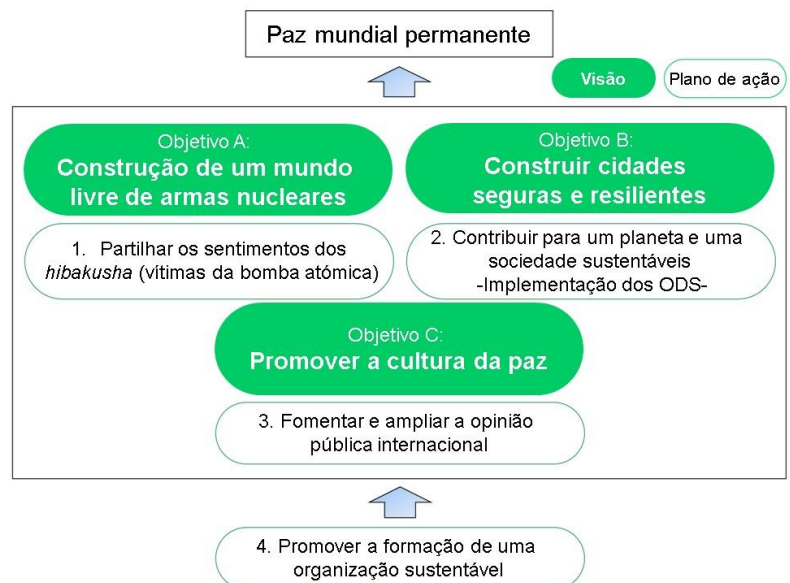 Paz mundial permanente
Visão
Plano de ação
Objetivo A:
Construção de um mundo
livre de armas nucleares
Objetivo B:
Construir cidades
seguras e resilientes
1. Partilhar os sentimentos dos
hibakusha (vítimas da bomba atómica)
2. Contribuir para um planeta e uma
sociedade sustentáveis
-Implementação dos ODS-
Objetivo C:
Promover a cultura da paz
3. Fomentar e ampliar a opinião
pública internacional
4. Promover a formação de uma
organização sustentável